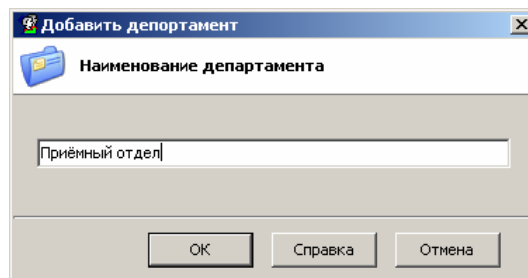 Добавить депортамент
Наименование департамента
Приёмный отдел
ОК
Справка
Отмена